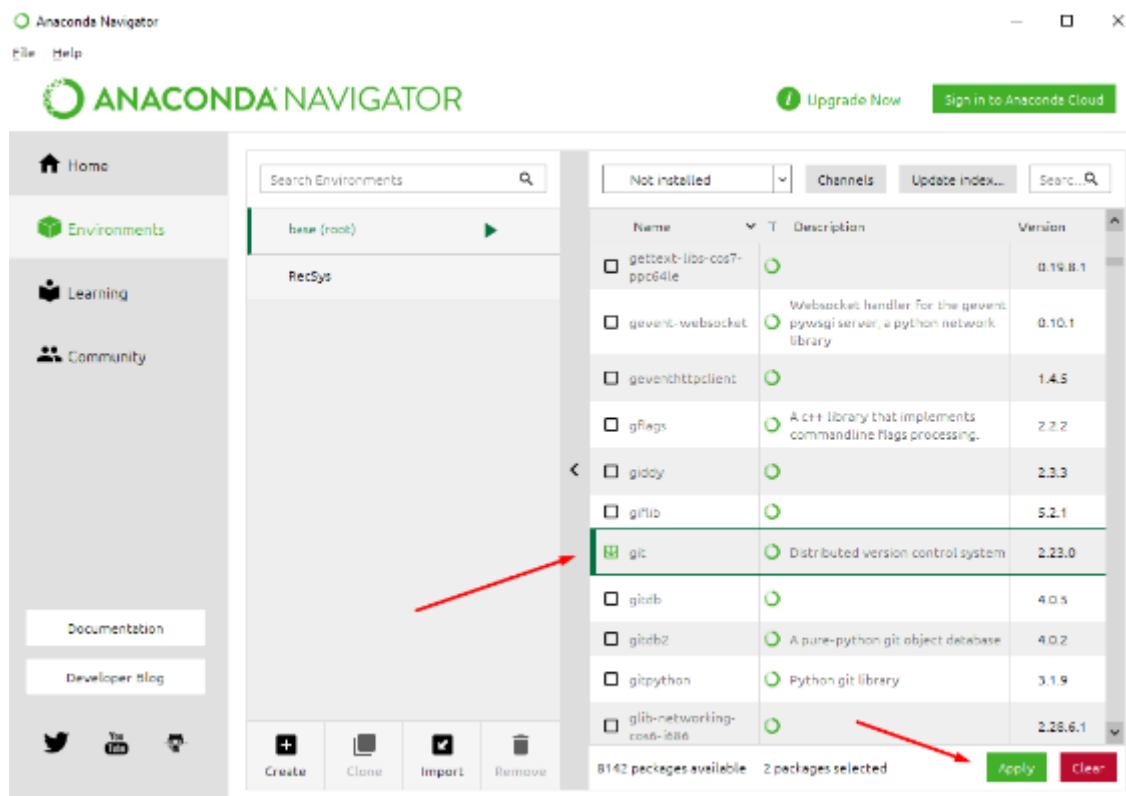 Anaconda Navigator
File Help
ANACONDA NAVIGATOR
Upgrade Now
Sign in to Anaconda Cloud
Home
Environments
Learning
Community
Documentation
Developer Blog
You
Tube
Search Environments
base (root)
RecSys
Create Clone Import Remove
Not installed
Channels
Update index...
Searc...
Name T Description Version
gettext-libs-cos7-
ppc64le
0.19.8.1
gevent-websocket
Websocket handler for the gevent
pywsgi server, a python network
library
0.10.1
geventhttpclient 1.4.5
gflags
A c++ library that implements
commandline flags processing.
2.2.2
giddy 2.3.3
giflib 5.2.1
git Distributed version control system 2.23.0
gitdb 4.0.5
gitdb2 A pure-python git object database 4.0.2
gitpython Python git library 3.1.9
glib-networking-
cos6-i686
2.28.6.1
8142 packages available 2 packages selected
Apply Clear